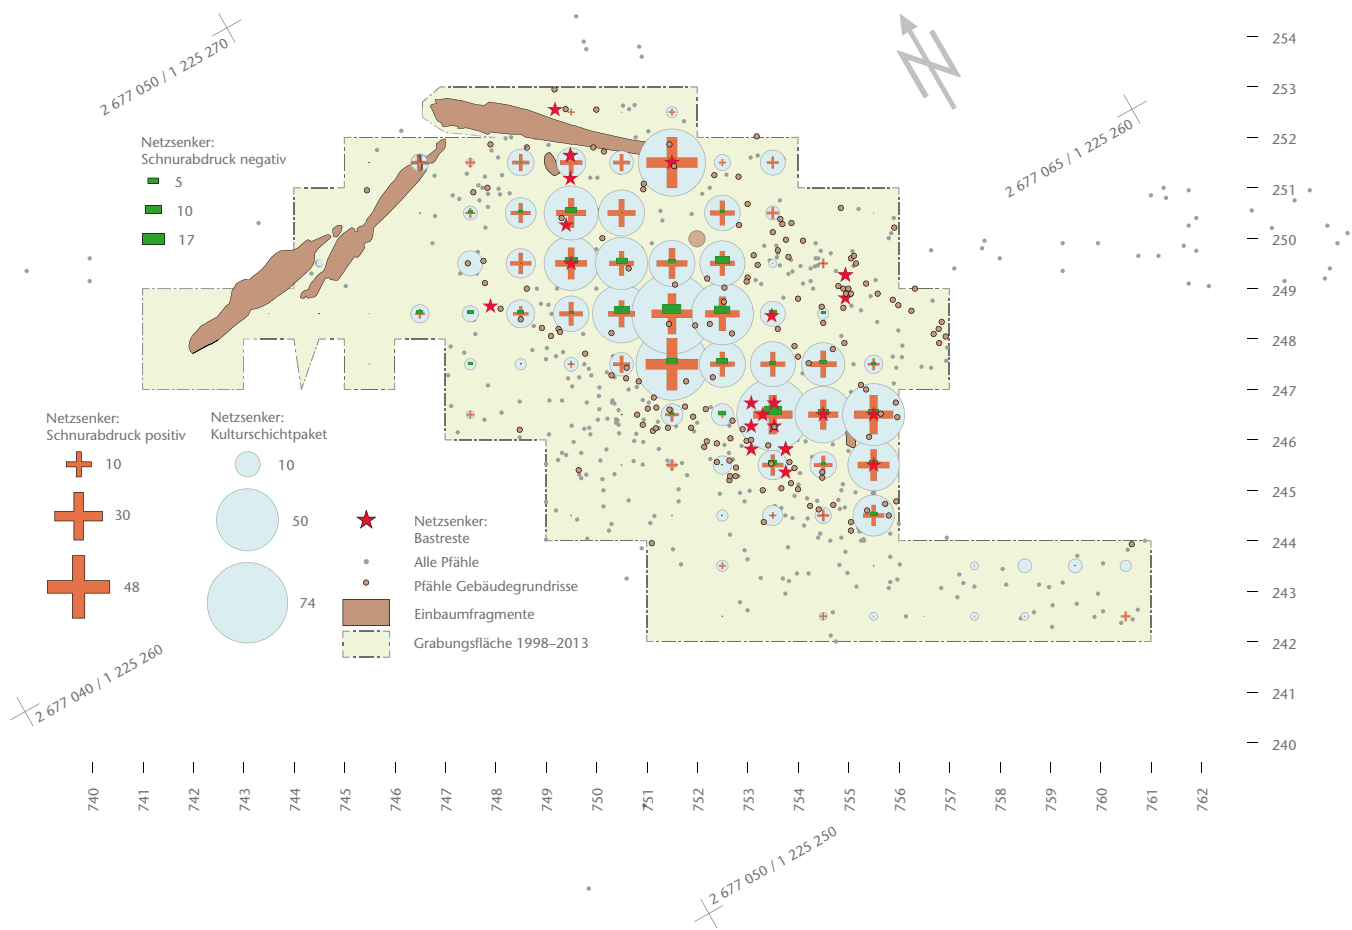 2 677 050 / 1 225 270
2 677 065 / 1 225 260
2 677 040 / 1 225 260
2 677 050 / 1 225 250
Netzsenker:
Schnurabdruck negativ
5
10
17
Netzsenker:
Schnurabdruck positiv
10
30
48
Netzsenker:
Kulturschichtpaket
10
50
74
Netzsenker:
Bastreste
Alle Pfähle
Pfähle Gebäudegrundrisse
Einbaumfragmente
Grabungsfläche 1998–2013
254
253
252
251
250
249
248
247
246
245
244
243
242
241
240
740
741
742
743
744
745
746
747
748
749
750
751
752
753
754
755
756
757
758
759
760
761
762